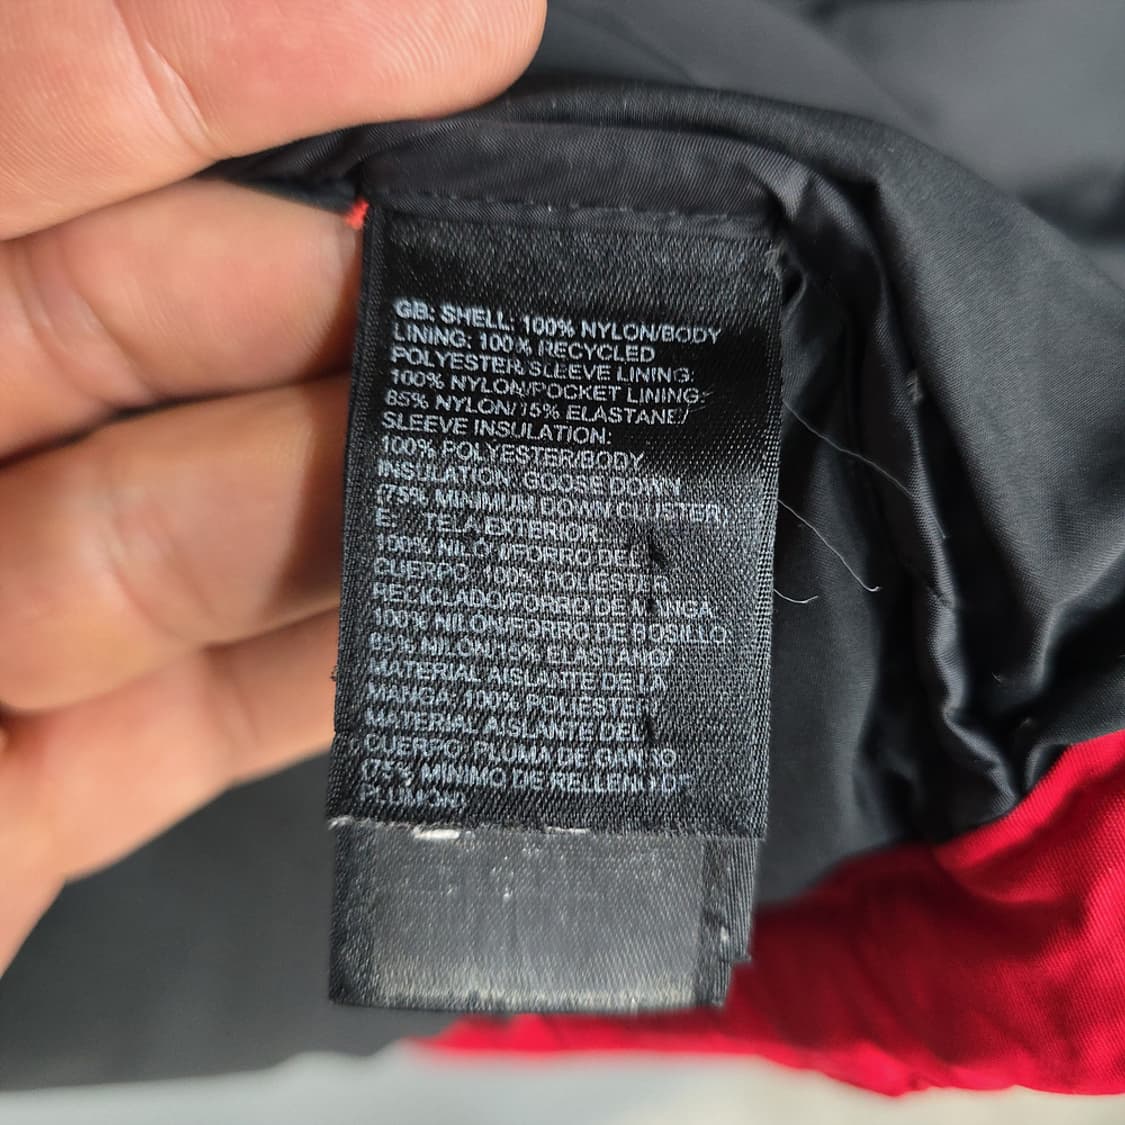 GB: SHELL: 100% NYLON/BODY
LINING: 100% RECYCLED
POLYESTER/SLEEVE LINING:
100% NYLON/POCKET LINING:
85% NYLON/15% ELASTANE/
SLEEVE INSULATION:
100% POLYESTER/BODY
INSULATION: GOOSE DOWN
(75% MINIMUM DOWN CLUSTER)
TELA EXTERIOR
100% NILON/FORRO DEL
CUERPO: 100% POLIESTER
RECICLADO/FORRO DE MANGA
100% NILON/FORRO DE BOSILLO:
85% NILON/15% ELASTANO/
MATERIAL AISLANTE DE LA
MANGA: 100% POLIESTER
MATERIAL AISLANTE DEL
CUERPO: PLUMA DE GANSO
(75% MINIMO DE RELLENO DE
PLUMON)